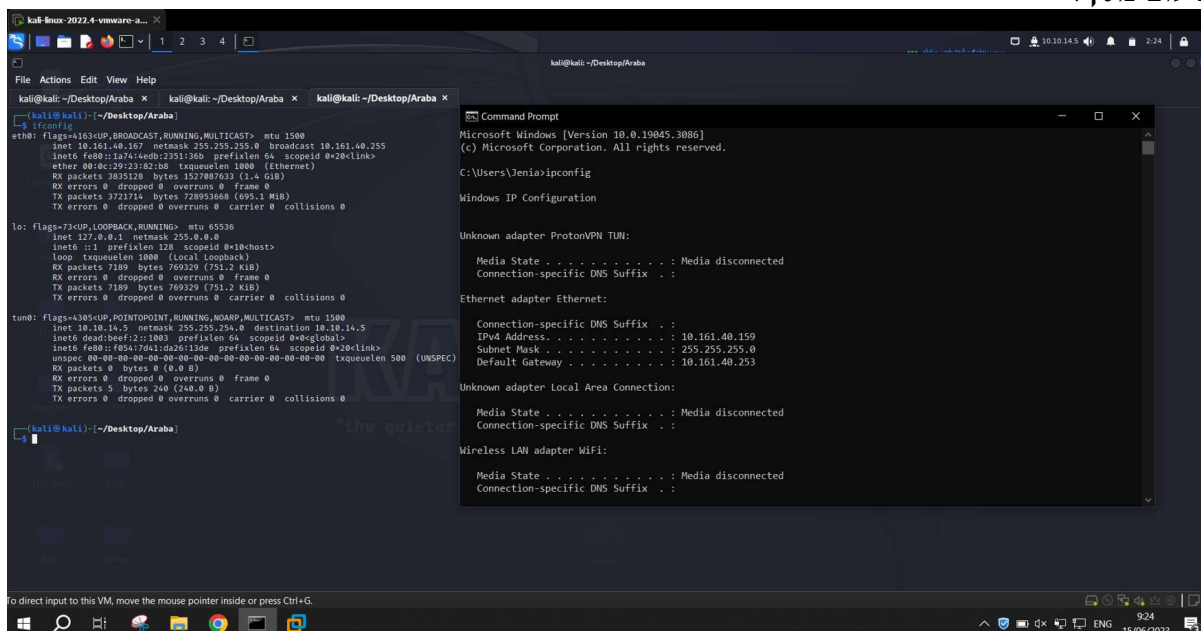 kali-linux-2022.4-vmware-a...
1 2 3 4
10.10.14.5
2:24
kali@kali: ~/Desktop/Araba
File Actions Edit View Help
kali@kali: ~/Desktop/Araba × kali@kali: ~/Desktop/Araba × kali@kali: ~/Desktop/Araba ×
(kali㉿kali)-[~/Desktop/Araba]
$ ifconfig
eth0: flags=4163<UP,BROADCAST,RUNNING,MULTICAST> mtu 1500
inet 10.161.40.167 netmask 255.255.255.0 broadcast 10.161.40.255
inet6 fe80::1a74:4edb:2351:36b prefixlen 64 scopeid 0×20<link>
ether 00:0c:29:23:82:b8 txqueuelen 1000 (Ethernet)
RX packets 3835128 bytes 1527087633 (1.4 GiB)
RX errors 0 dropped 0 overruns 0 frame 0
TX packets 3721714 bytes 728953668 (695.1 MiB)
TX errors 0 dropped 0 overruns 0 carrier 0 collisions 0
lo: flags=73<UP,LOOPBACK,RUNNING> mtu 65536
inet 127.0.0.1 netmask 255.0.0.0
inet6 ::1 prefixlen 128 scopeid 0×10<host>
loop txqueuelen 1000 (Local Loopback)
RX packets 7189 bytes 769329 (751.2 KiB)
RX errors 0 dropped 0 overruns 0 frame 0
TX packets 7189 bytes 769329 (751.2 KiB)
TX errors 0 dropped 0 overruns 0 carrier 0 collisions 0
tun0: flags=4305<UP,POINTOPOINT,RUNNING,NOARP,MULTICAST> mtu 1500
inet 10.10.14.5 netmask 255.255.254.0 destination 10.10.14.5
inet6 dead:beef:2::1003 prefixlen 64 scopeid 0×0<global>
inet6 fe80::f054:7d41:da26:13de prefixlen 64 scopeid 0×20<link>
unspec 00-00-00-00-00-00-00-00-00-00-00-00-00-00-00-00 txqueuelen 500 (UNSPEC)
RX packets 0 bytes 0 (0.0 B)
RX errors 0 dropped 0 overruns 0 frame 0
TX packets 5 bytes 240 (240.0 B)
TX errors 0 dropped 0 overruns 0 carrier 0 collisions 0
(kali㉿kali)-[~/Desktop/Araba]
$
"the quieter
Command Prompt
Microsoft Windows [Version 10.0.19045.3086]
(c) Microsoft Corporation. All rights reserved.
C:\Users\Jenia>ipconfig
Windows IP Configuration
Unknown adapter ProtonVPN TUN:
Media State . . . . . . . . . . . : Media disconnected
Connection-specific DNS Suffix . :
Ethernet adapter Ethernet:
Connection-specific DNS Suffix . :
IPv4 Address. . . . . . . . . . . : 10.161.40.159
Subnet Mask . . . . . . . . . . . : 255.255.255.0
Default Gateway . . . . . . . . . : 10.161.40.253
Unknown adapter Local Area Connection:
Media State . . . . . . . . . . . : Media disconnected
Connection-specific DNS Suffix . :
Wireless LAN adapter WiFi:
Media State . . . . . . . . . . . : Media disconnected
Connection-specific DNS Suffix . :
To direct input to this VM, move the mouse pointer inside or press Ctrl+G.
ENG
9:24
15/06/2023